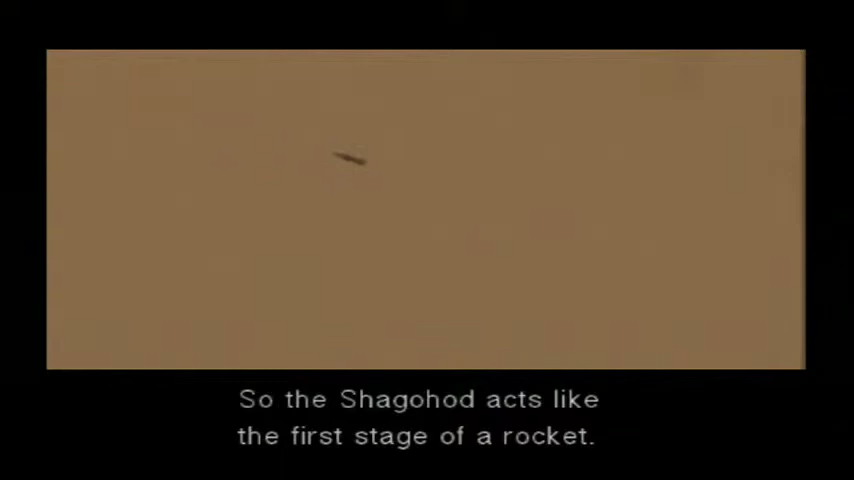 So the Shagohod acts like
the first stage of a rocket.